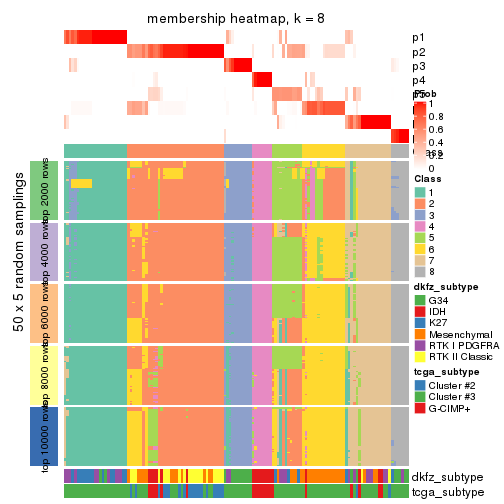 membership heatmap, k = 8
p1
p2
p3
p4
Prob
1
0.8
0.6
0.4
0.2
0
Class
1
2
3
4
5
6
7
8
dkfz_subtype
G34
IDH
K27
Mesenchymal
RTK I PDGFRA
RTK II Classic
tcga_subtype
Cluster #2
Cluster #3
G-CIMP+
50 x 5 random samplings
top 2000 rows
top 4000 rows
top 6000 rows
top 8000 rows
top 10000 rows
dkfz_subtype
tcga_subtype